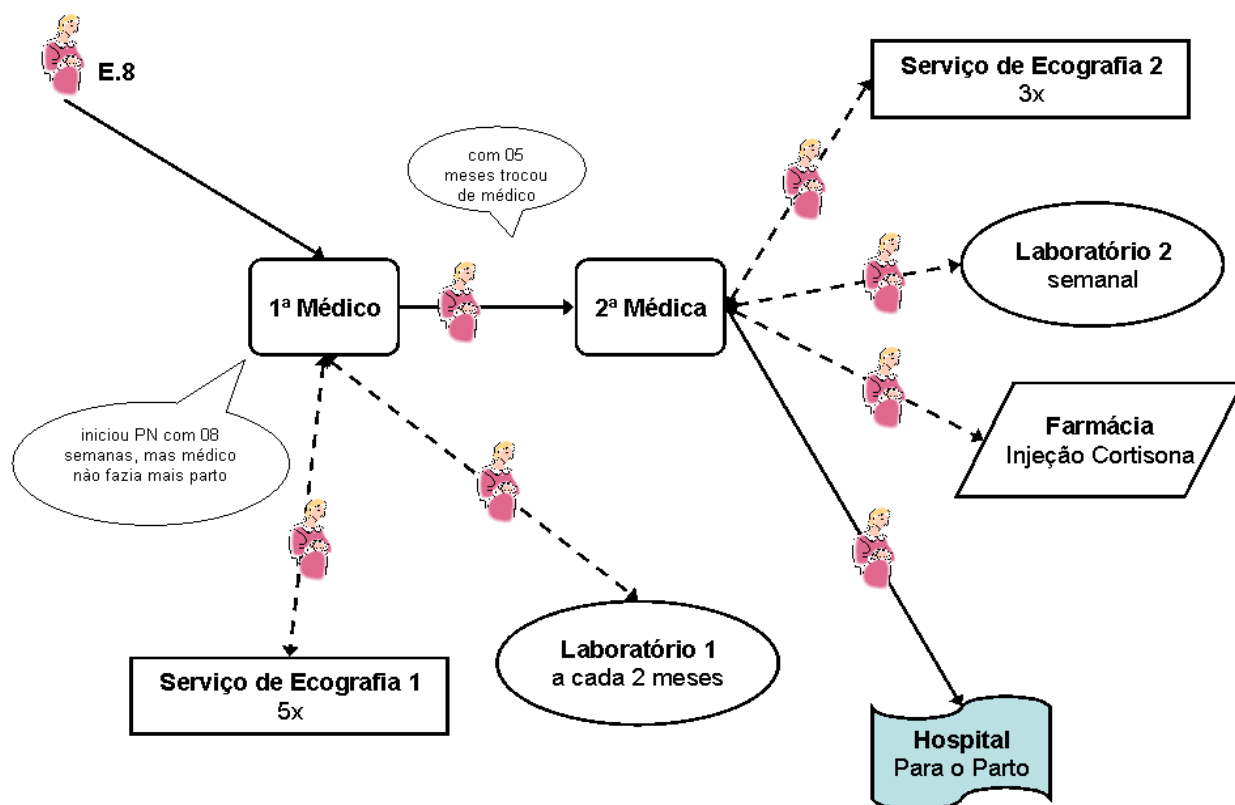 E.8
Serviço de Ecografia 2
3x
com 05
meses trocou
de médico
Laboratório 2
semanal
1ª Médico
2ª Médica
Farmácia
Injeção Cortisona
iniciou PN com 08
semanas, mas médico
não fazia mais parto
Laboratório 1
a cada 2 meses
Serviço de Ecografia 1
5x
Hospital
Para o Parto